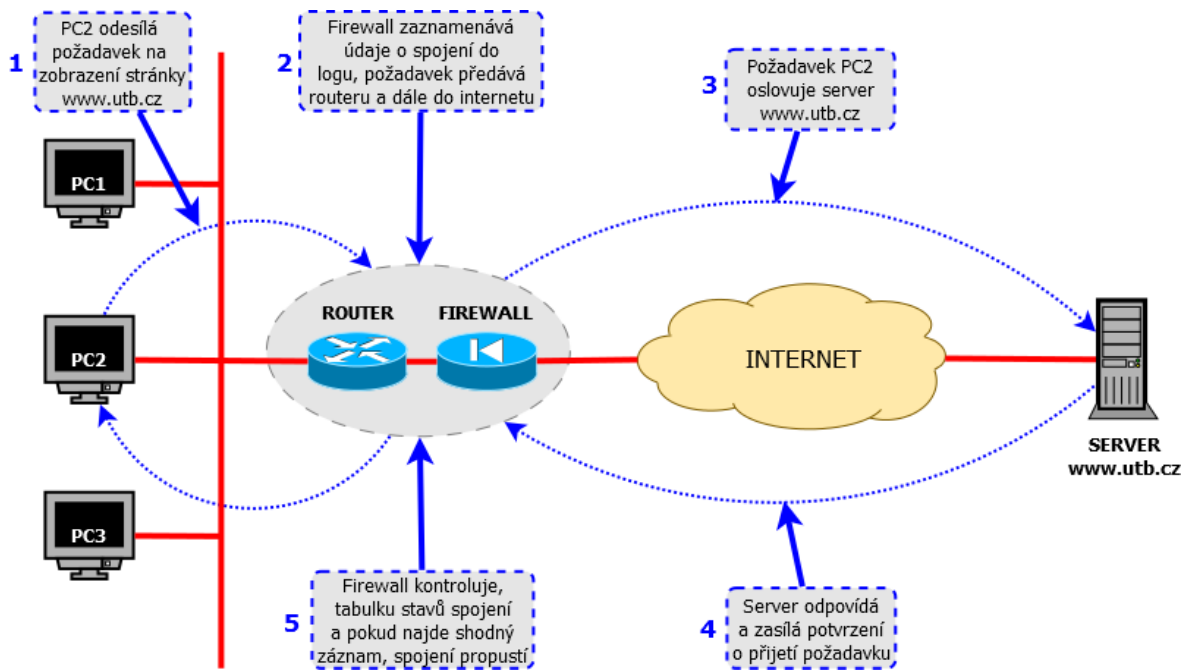 1
PC2 odesílá
požadavek na
zobrazení stránky
www.utb.cz
2
Firewall zaznamenává
údaje o spojení do
logu, požadavek předává
routeru a dále do internetu
3
Požadavek PC2
oslovuje server
www.utb.cz
PC1
PC2
PC3
ROUTER
FIREWALL
INTERNET
SERVER
www.utb.cz
5
Firewall kontroluje,
tabulku stavů spojení
a pokud najde shodný
záznam, spojení propustí
4
Server odpovídá
a zasílá potvrzení
o přijetí požadavku